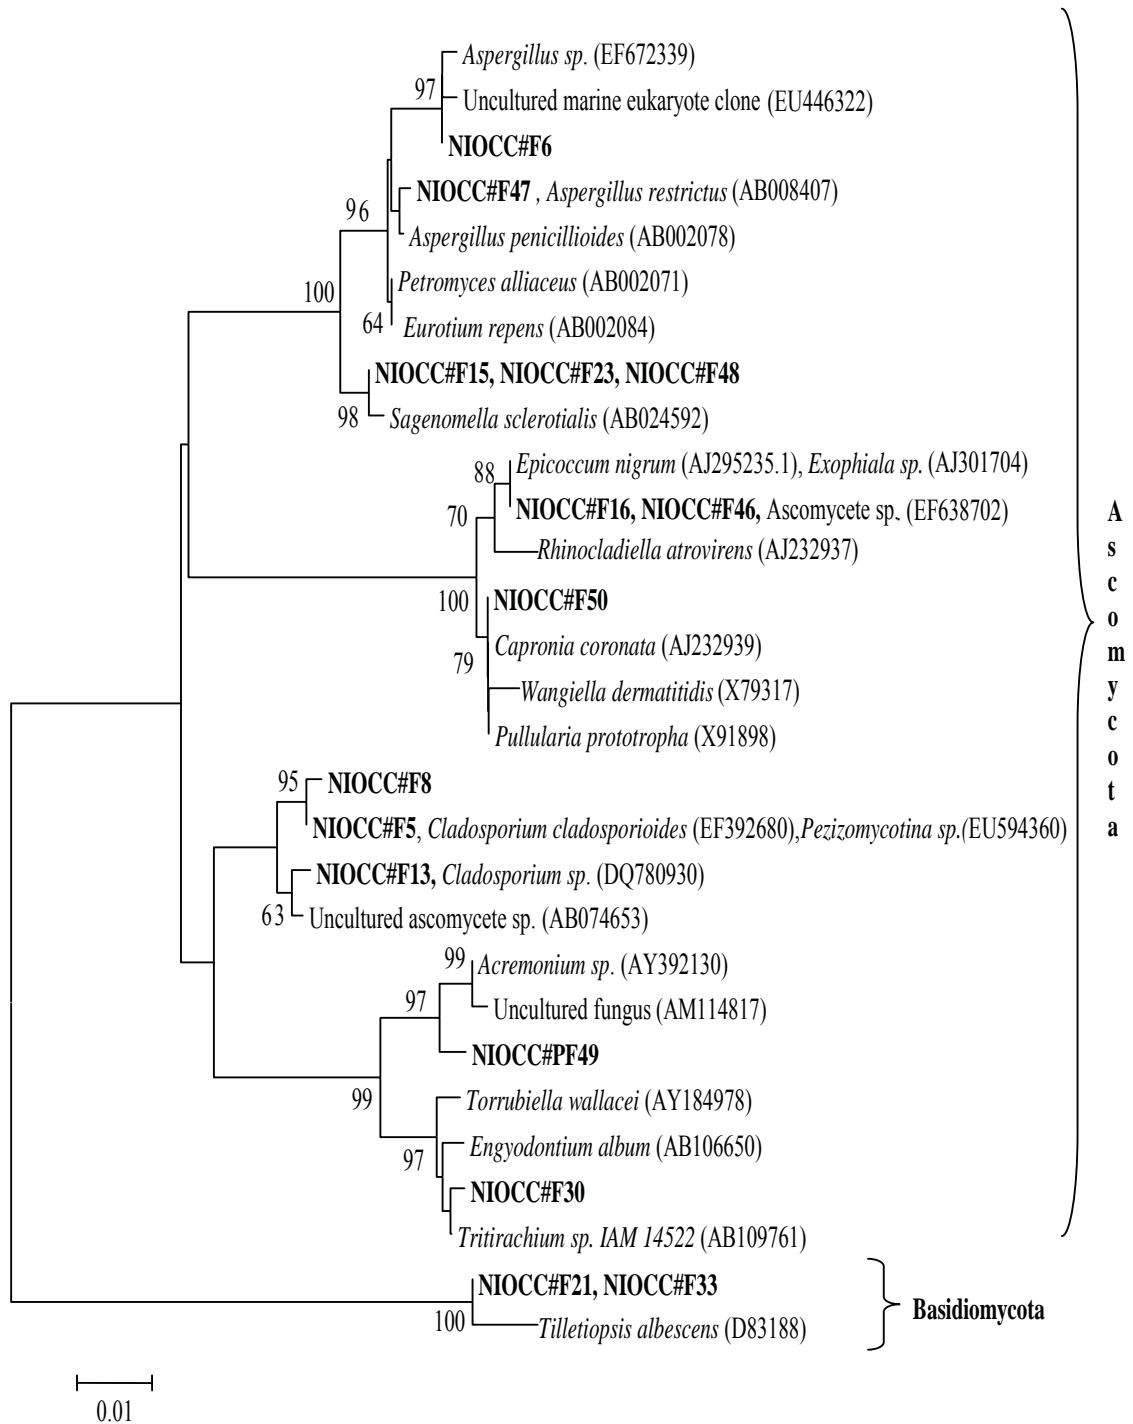 Aspergillus sp. (EF672339)
97
Uncultured marine eukaryote clone (EU446322)
NIOCC#F6
NIOCC#F47 , Aspergillus restrictus (AB008407)
96
Aspergillus penicillioides (AB002078)
Petromyces alliaceus (AB002071)
100
64
Eurotium repens (AB002084)
NIOCC#F15, NIOCC#F23, NIOCC#F48
98
Sagenomella sclerotialis (AB024592)
Epicoccum nigrum (AJ295235.1), Exophiala sp. (AJ301704)
88
NIOCC#F16, NIOCC#F46, Ascomycete sp. (EF638702)
70
Rhinocladiella atrovirens (AJ232937)
100
NIOCC#F50
Capronia coronata (AJ232939)
79
Wangiella dermatitidis (X79317)
Pullularia prototropha (X91898)
95
NIOCC#F8
NIOCC#F5, Cladosporium cladosporioides (EF392680),Pezizomycotina sp.(EU594360)
NIOCC#F13, Cladosporium sp. (DQ780930)
63
Uncultured ascomycete sp. (AB074653)
99
Acremonium sp. (AY392130)
97
Uncultured fungus (AM114817)
NIOCC#PF49
99
Torrubiella wallacei (AY184978)
Engyodontium album (AB106650)
97
NIOCC#F30
Tritirachium sp. IAM 14522 (AB109761)
Ascomycota
NIOCC#F21, NIOCC#F33
100
Tilletiopsis albescens (D83188)
Basidiomycota
0.01